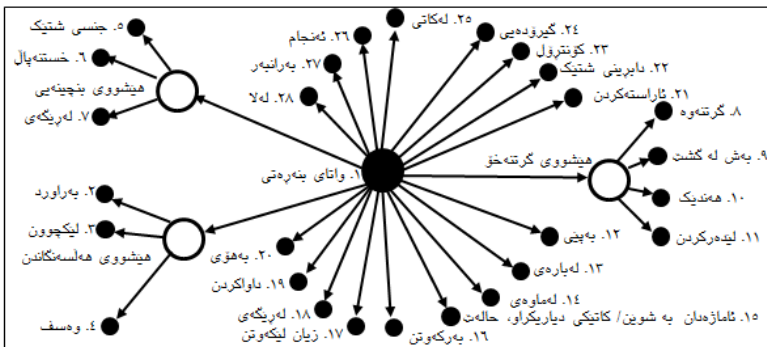 ١. واتای بنەڕەتی
٢. بەراورد
٣. لێکچوون
هێشووی هەڵسەنگاندن
٤. وەسف
٥. جنسی شتێک
٦. خستنەپاڵ
هێشووی بنچینەیی
٧. لەڕێگەی
٨. گرتنەوە
هێشووی گرتنەخۆ
٩. بەش لە گشت
١٠. هەندێک
١١. لێدەرکردن
١٢. بەپێی
١٣. لەبارەی
١٤. لەماوەی
١٥. ئاماژەدان بە شوێن/ کاتێکی دیاریکراو، حالەت
١٦. بەرکەوتن
١٧. زیان لێکەوتن
١٨. لەڕێگەی
١٩. داواکردن
٢٠. بەهۆی
٢١. ئاراستەکردن
٢٢. دابڕینی شتێک
٢٣. کۆنترۆل
٢٤. گیرۆدەیی
٢٥. لەکاتی
٢٦. ئەنجام
٢٧. بەرانبەر
٢٨. لەلا